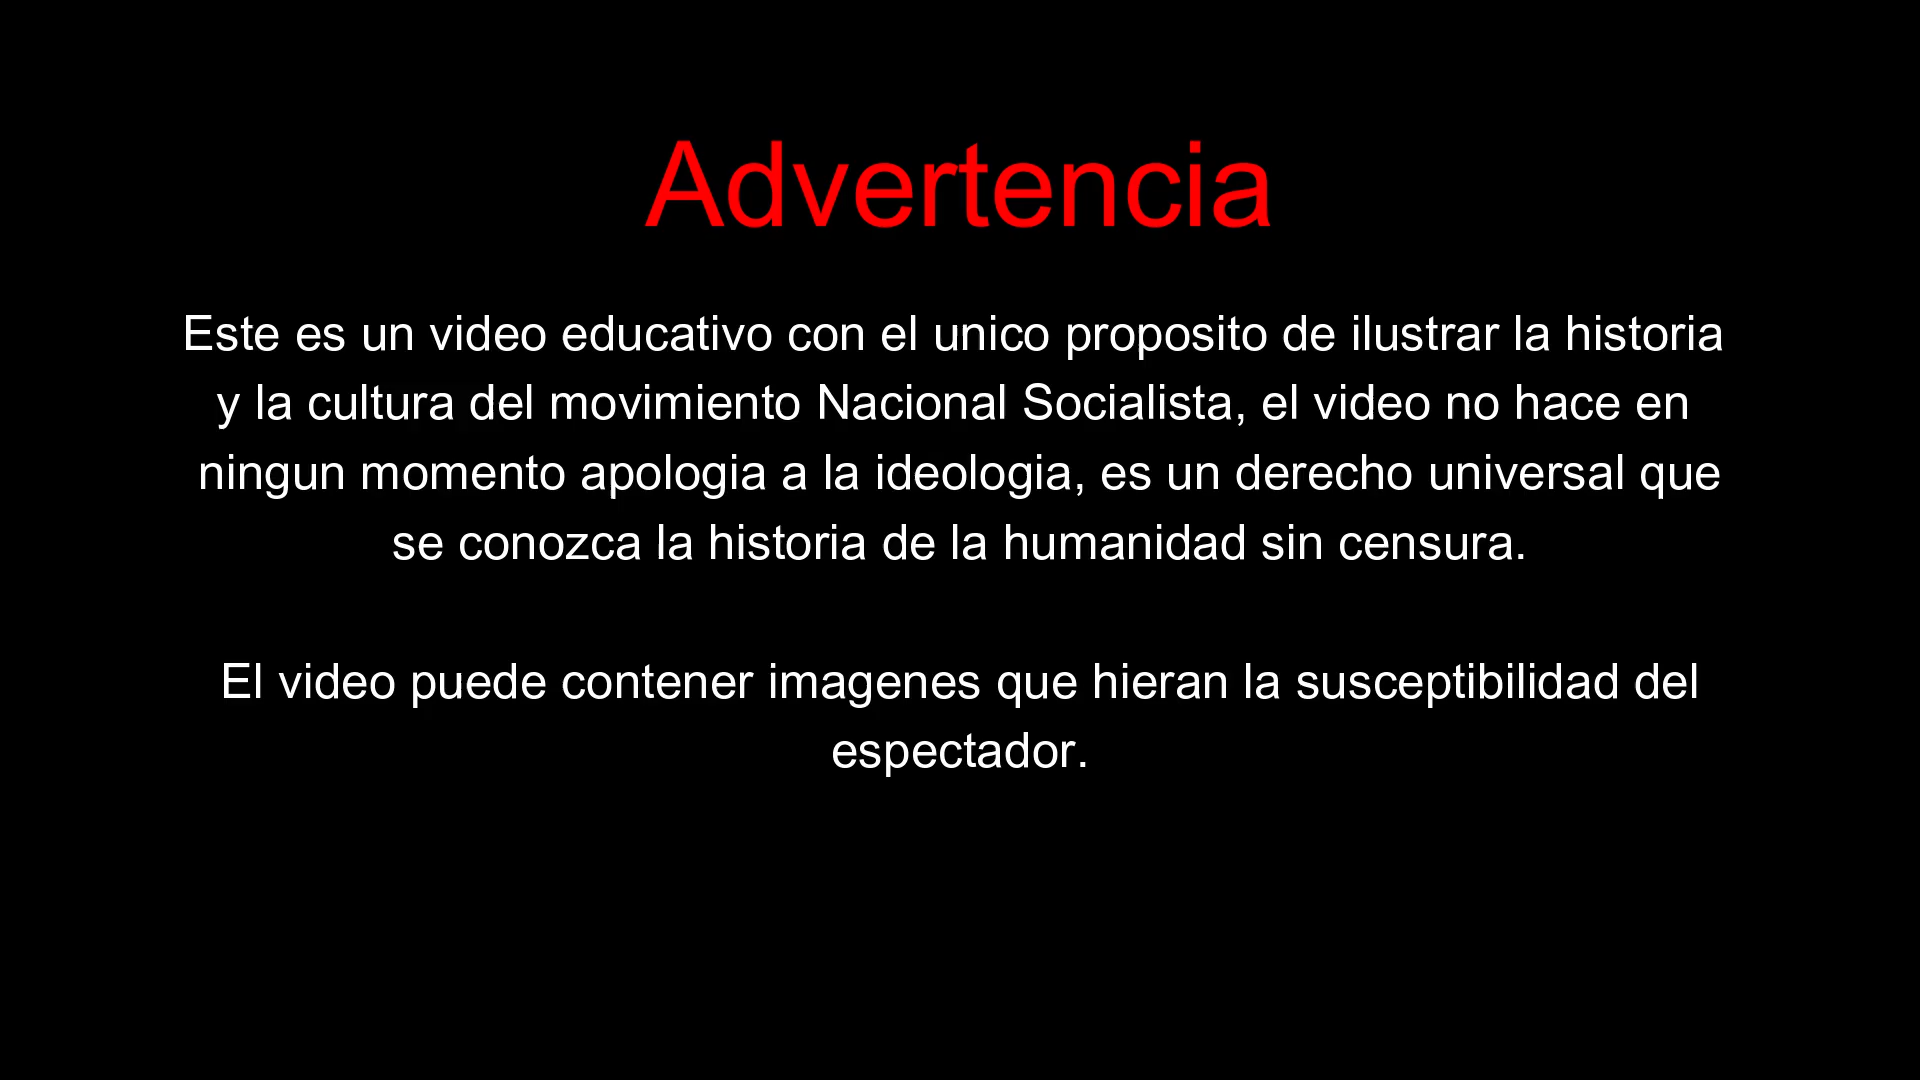 Advertencia
Este es un video educativo con el unico proposito de ilustrar la historia
y la cultura del movimiento Nacional Socialista, el video no hace en
ningun momento apologia a la ideologia, es un derecho universal que
se conozca la historia de la humanidad sin censura.
El video puede contener imagenes que hieran la susceptibilidad del
espectador.